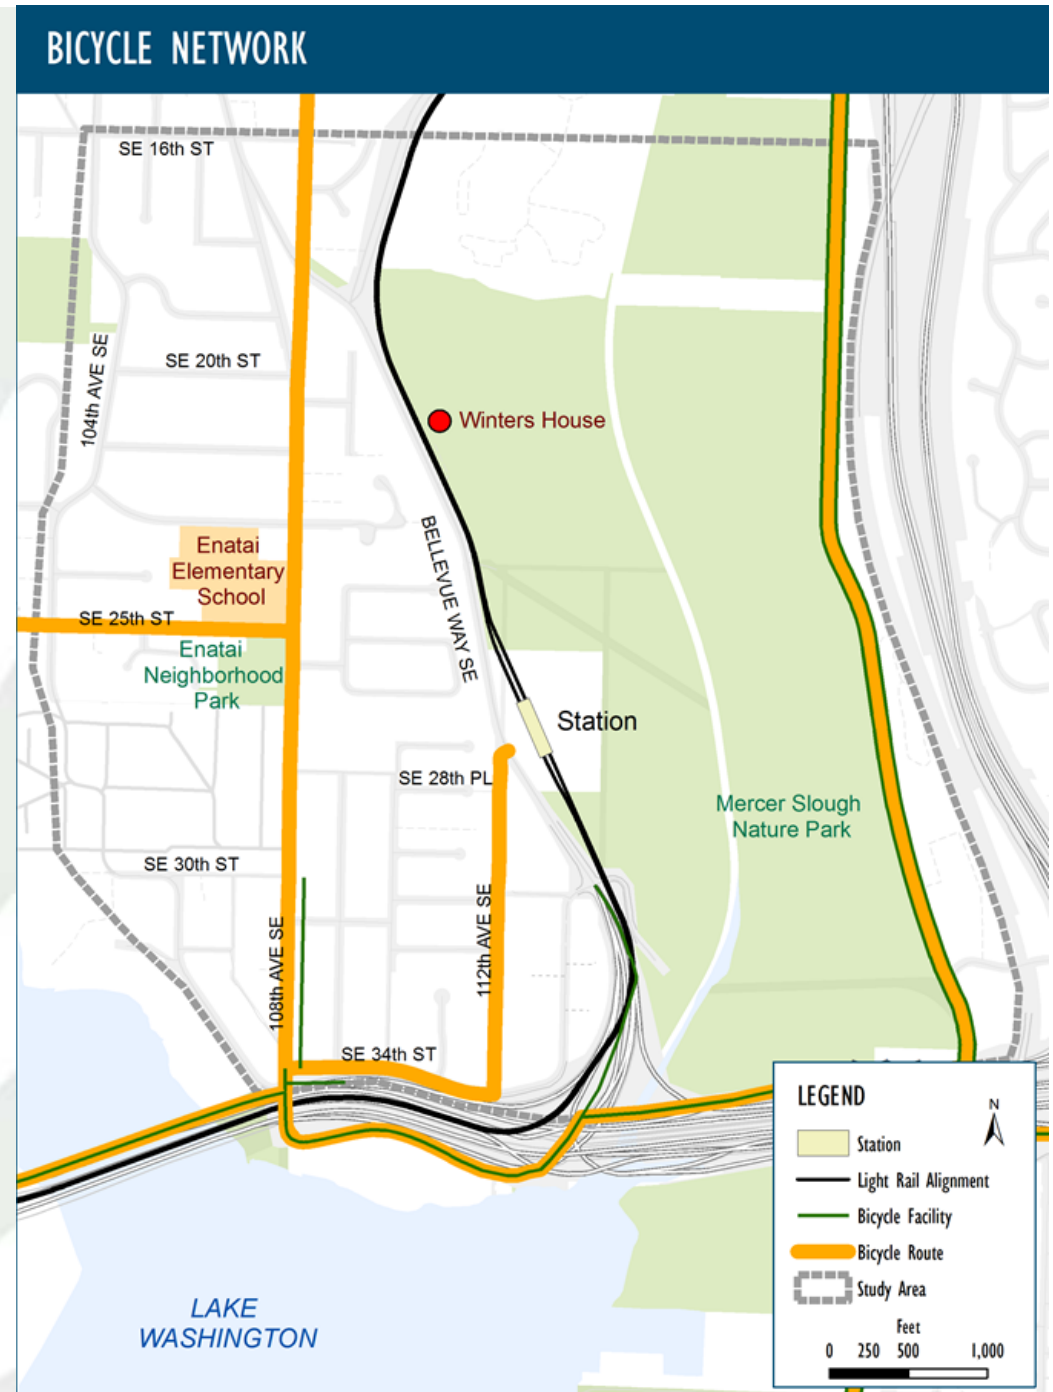 BICYCLE NETWORK
SE 16th ST
SE 20th ST
104th AVE SE
Winters House
BELLEVUE WAY SE
Enatai
Elementary
School
SE 25th ST
Enatai
Neighborhood
Park
Station
SE 28th PL
Mercer Slough
Nature Park
SE 30th ST
108th AVE SE
112th AVE SE
SE 34th ST
LAKE
WASHINGTON
LEGEND
N
Station
Light Rail Alignment
Bicycle Facility
Bicycle Route
Study Area
Feet
0 250 500 1,000